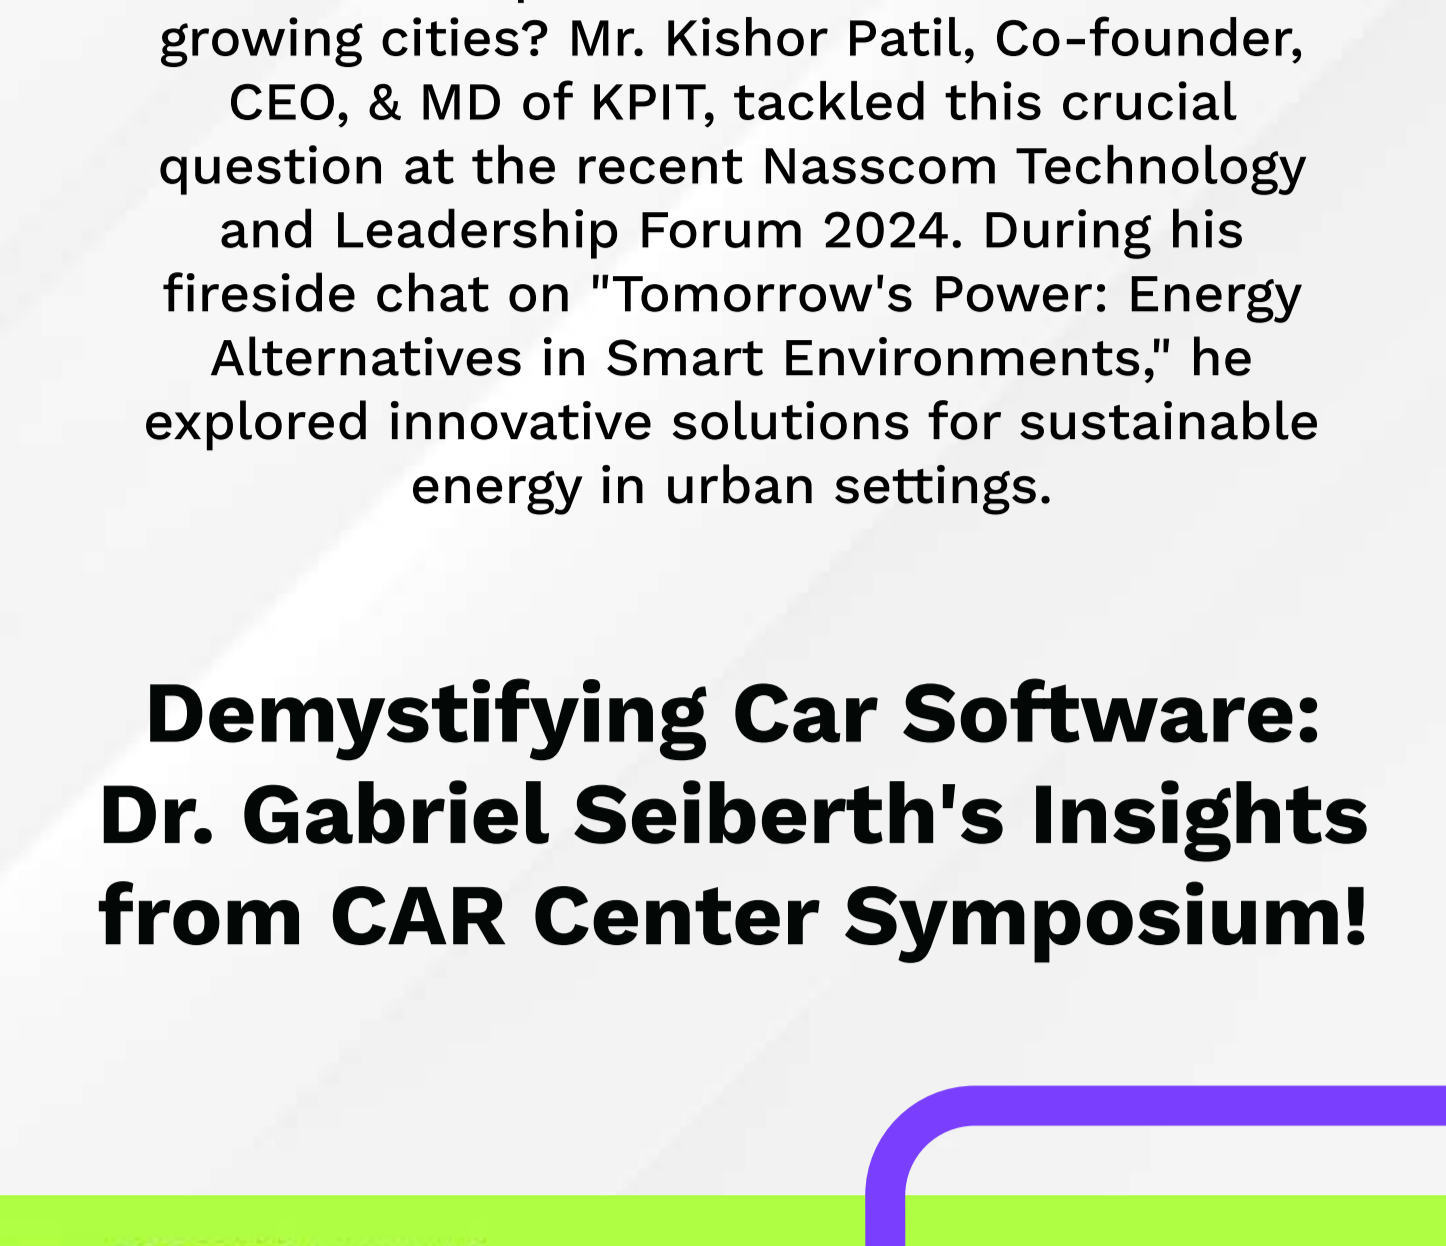 growing cities? Mr. Kishor Patil, Co-founder,
CEO, & MD of KPIT, tackled this crucial
question at the recent Nasscom Technology
and Leadership Forum 2024. During his
fireside chat on "Tomorrow's Power: Energy
Alternatives in Smart Environments," he
explored innovative solutions for sustainable
energy in urban settings.
Demystifying Car Software:
Dr. Gabriel Seiberth's Insights
from CAR Center Symposium!